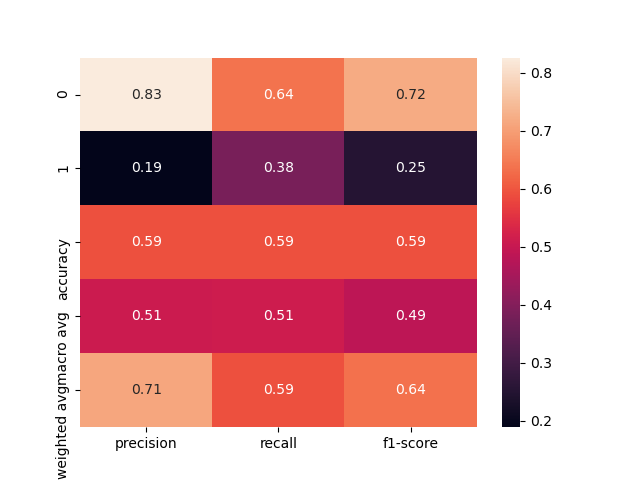 0 0.83 0.64 0.72
1 0.19 0.38 0.25
accuracy 0.59 0.59 0.59
macro avg 0.51 0.51 0.49
weighted avg 0.71 0.59 0.64
precision recall f1-score
0.8
0.7
0.6
0.5
0.4
0.3
0.2